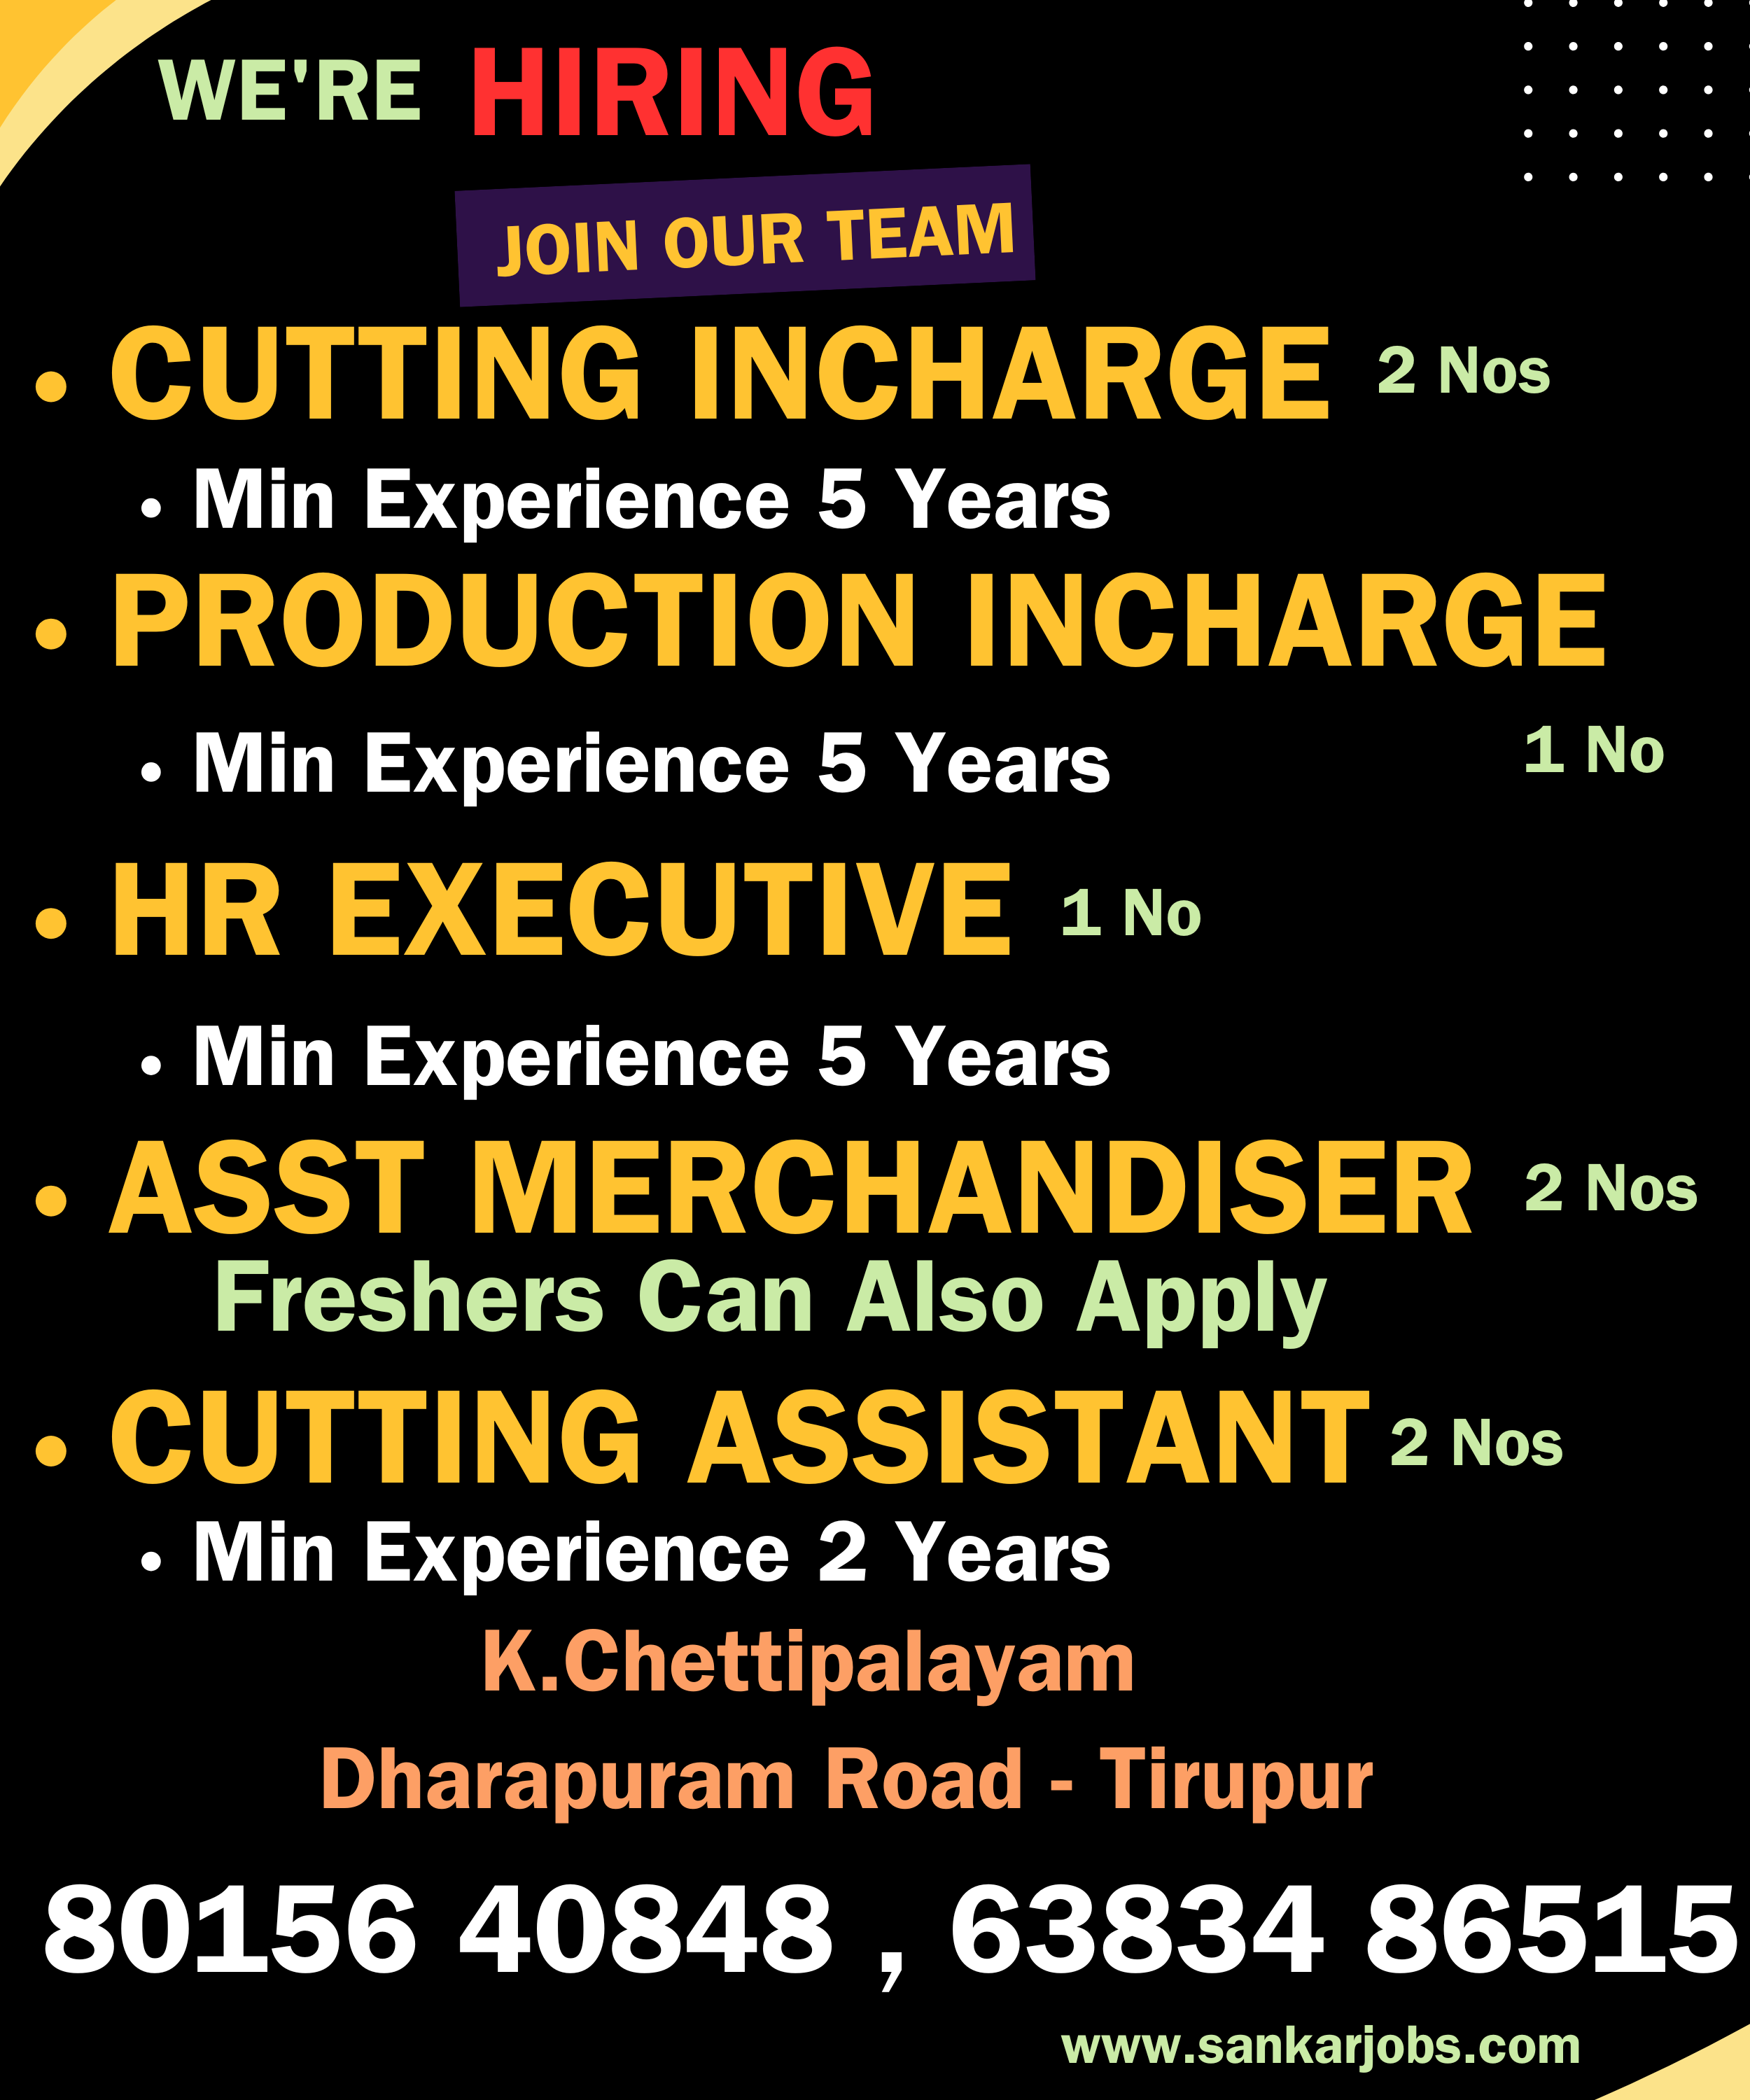 WE'RE HIRING
JOIN OUR TEAM
• CUTTING INCHARGE 2 Nos
• Min Experience 5 Years
• PRODUCTION INCHARGE
• Min Experience 5 Years 1 No
• HR EXECUTIVE 1 No
• Min Experience 5 Years
• ASST MERCHANDISER 2 Nos
Freshers Can Also Apply
• CUTTING ASSISTANT 2 Nos
• Min Experience 2 Years
K.Chettipalayam
Dharapuram Road - Tirupur
80156 40848 , 63834 86515
www.sankarjobs.com